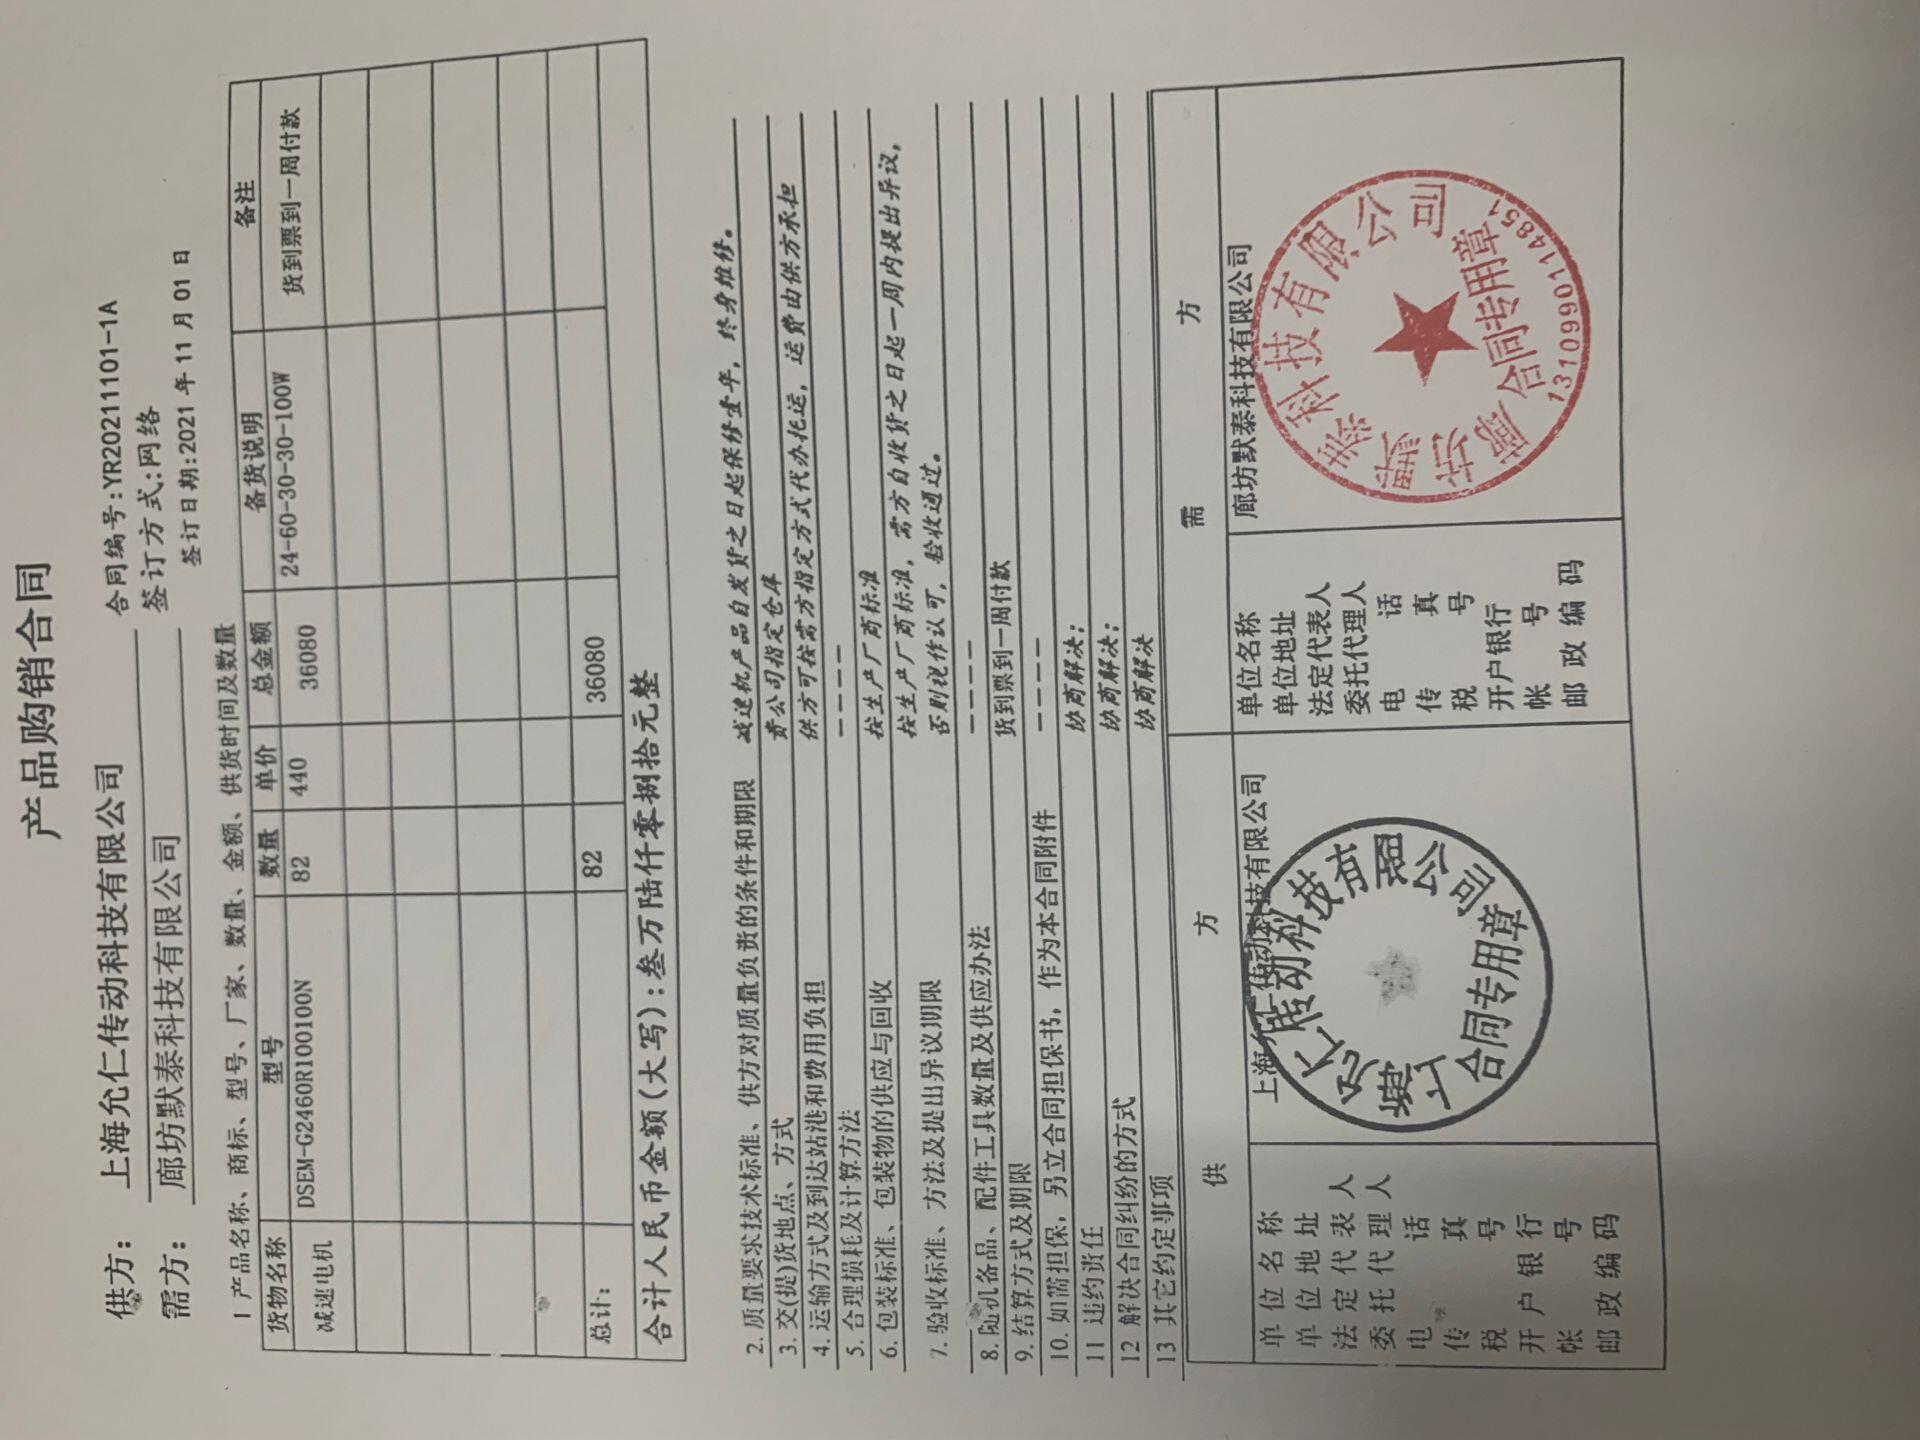 产品购销合同
供方: 上海允仁传动科技有限公司 合同编号:YR20211101-1A
签订方式:网络
需方: 廊坊默泰科技有限公司 签订日期:2021 年 11 月 01 日
1 产品名称、商标、型号、厂家、数量、金额、供货时间及数量
货物名称 型号 数量 单价 总金额 备货说明 备注
减速电机 DSEM-G2460R100100N 82 440 36080 24-60-30-30-100W 货到票到一周付款
总计: 82 36080
合计人民币金额(大写):叁万陆仟零捌拾元整
2. 质量要求技术标准、供方对质量负责的条件和期限 减速机产品自发货之日起保修壹年,终身维修。
3. 交(提)货地点、方式 贵公司指定仓库
4. 运输方式及到达站港和费用负担 供方可按需方指定方式代办托运,运费由供方承担
5. 合理损耗及计算方法 ----
6. 包装标准、包装物的供应与回收 按生产厂商标准
7. 验收标准、方法及提出异议期限 按生产厂商标准,需方自收货之日起一周内提出异议,
否则视作认可,验收通过。
8. 随机备品、配件工具数量及供应办法 ----
9. 结算方式及期限 货到票到一周付款
10. 如需担保,另立合同担保书,作为本合同附件 ----
11 违约责任 协商解决;
12 解决合同纠纷的方式 协商解决;
13 其它约定事项 协商解决
供 方 需 方
单位名称 上海允仁传动科技有限公司 单位名称 廊坊默泰科技有限公司
单位地址 单位地址
法定代表人 法定代表人
委托代理人 委托代理人
电 话 电 话
传 真 传 真
税 号 税 号
开户银行 开户银行
帐 号 帐 号
邮政编码 邮政编码
传动科技有限公司
合同专用章
廊坊默泰科技有限公司
合同专用章
1310990114851